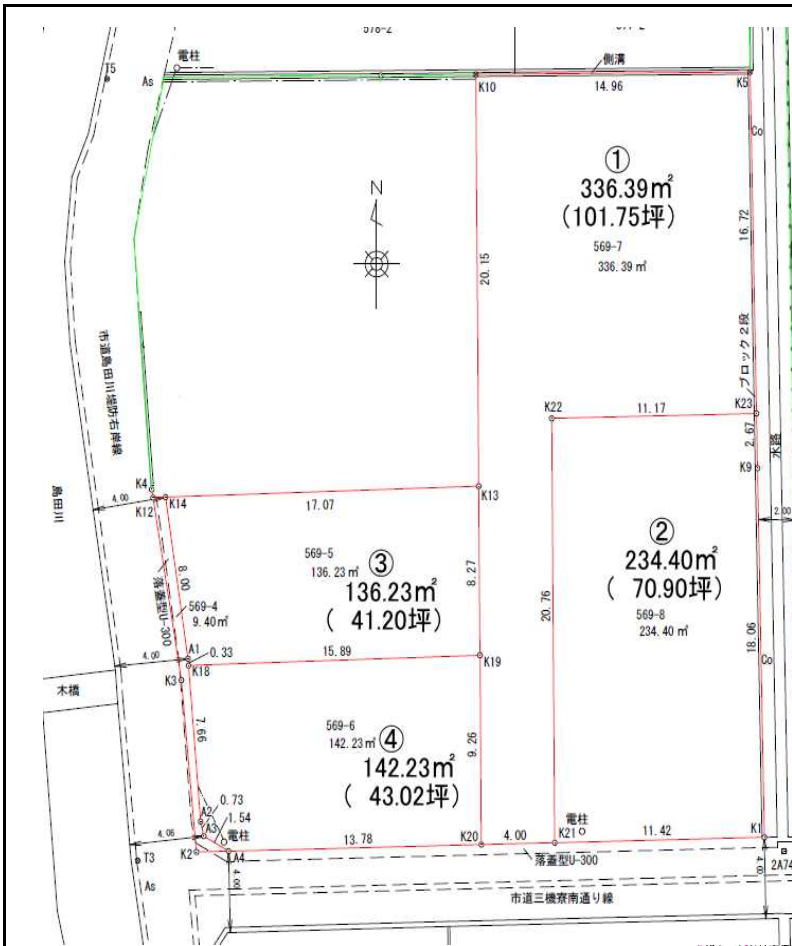 578-2
電柱
T5
As
側溝
K10
14.96
K5
Co
①
336.39㎡
(101.75坪)
569-7
336.39㎡
N
16.72
20.15
市道島田川堤防右岸線
ブロック2段
K22
11.17
K23
2.67
水路
K9
島田川
K4
4.00
K12
K14
17.07
K13
2.00
②
234.40㎡
( 70.90坪)
569-8
234.40㎡
569-5
136.23㎡
③
136.23㎡
( 41.20坪)
8.27
20.76
8.00
落蓋型U-300
569-4
9.40㎡
18.06
A1
4.00
0.33
15.89
K18
K19
Co
K3
木橋
7.66
569-6
142.23㎡
④
142.23㎡
( 43.02坪)
9.26
A2
0.73
A3
1.54
電柱
4.06
13.78
K20
4.00
K21
電柱
11.42
K1
K2
A4
T3
落蓋型U-300
2A74
As
4.00
4.00
市道三機寮南通り線